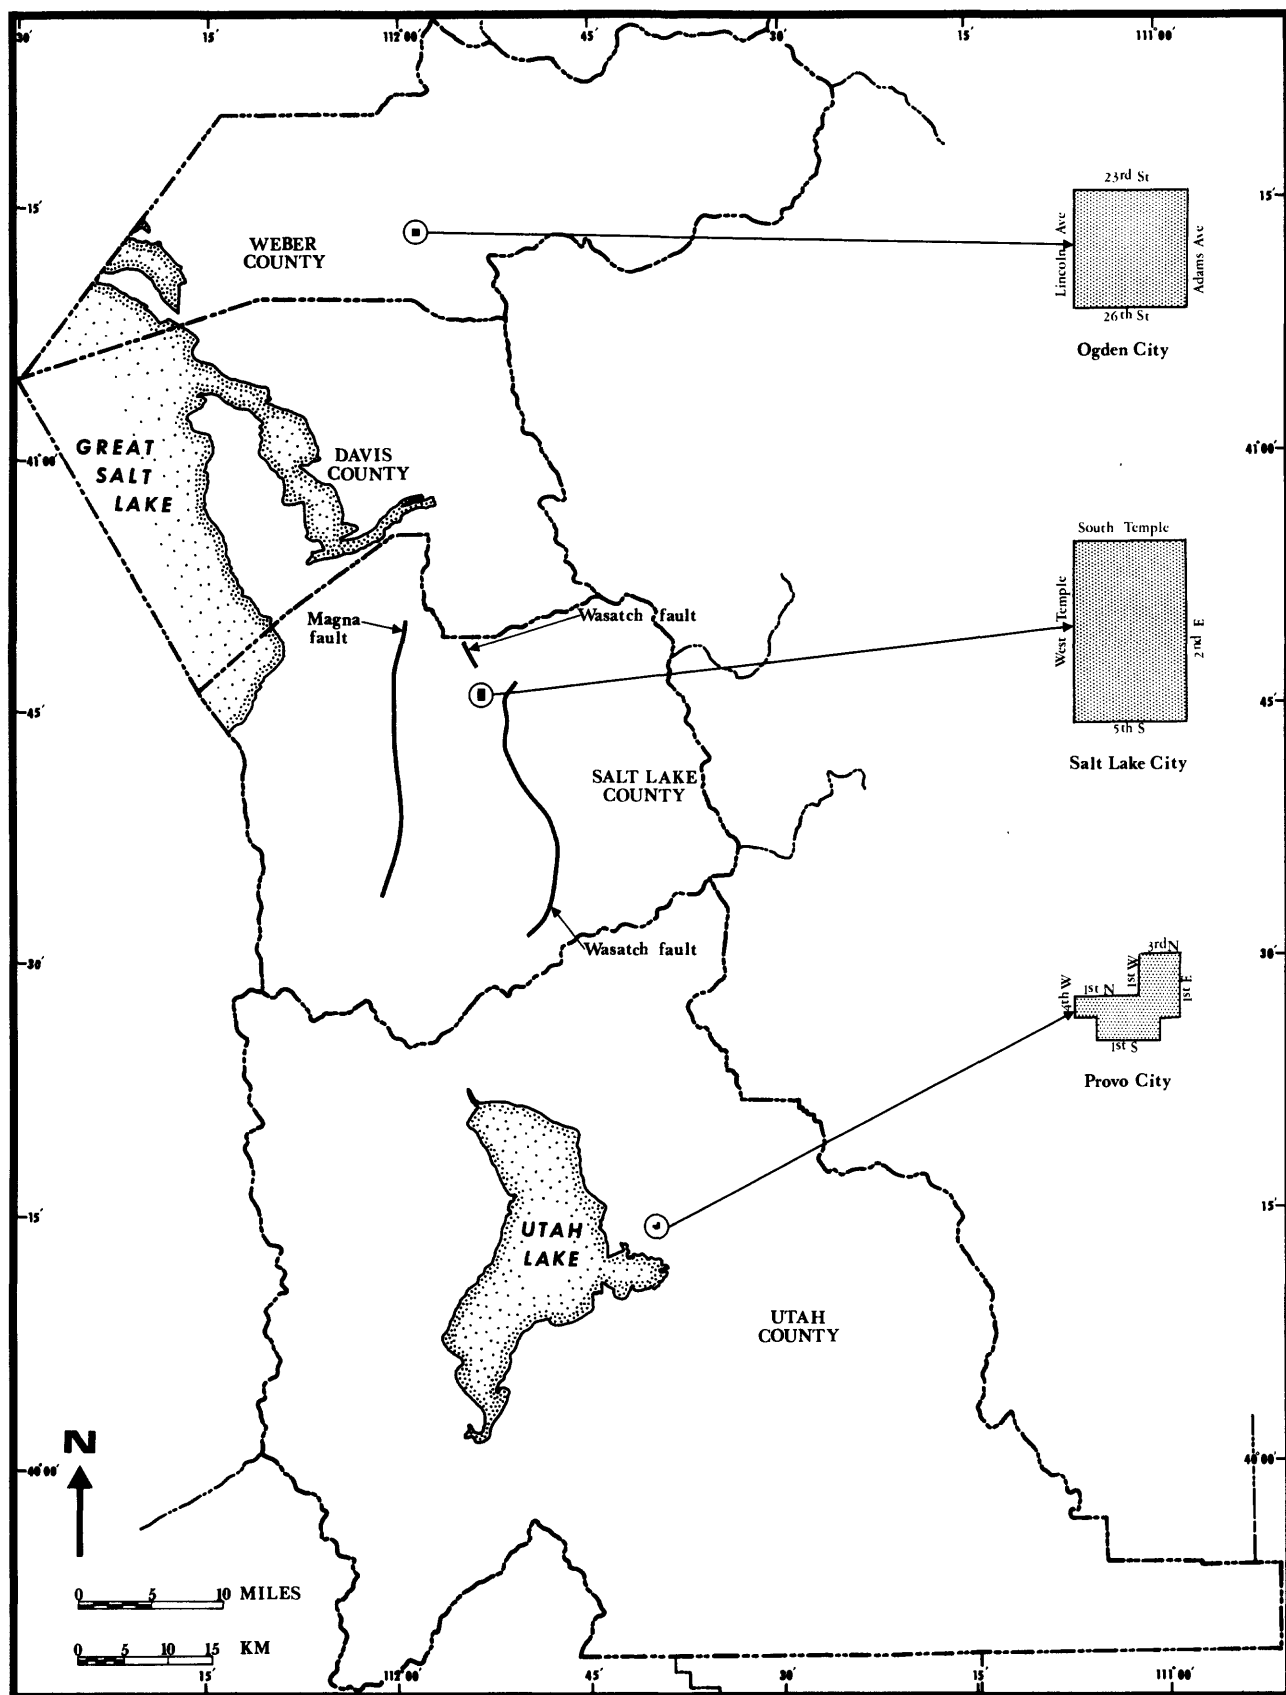 30′ 15′ 112°00′ 45′ 30′ 15′ 111°00′
23rd St
15′
15′
Lincoln Ave
Adams Ave
WEBER
COUNTY
26th St
Ogden City
GREAT
SALT
LAKE
DAVIS
COUNTY
41°00′
41°00′
South Temple
Magna
fault
Wasatch fault
West Temple
2nd E
45′
45′
5th S
Salt Lake City
SALT LAKE
COUNTY
Wasatch fault
3rd N
30′
30′
1st W
4th W
1st N
1st E
1st S
Provo City
15′
15′
UTAH
LAKE
UTAH
COUNTY
N
40°00′
40°00′
0 5 10 MILES
0 5 10 15 KM
15′ 112°00′ 45′ 30′ 15′ 111°00′